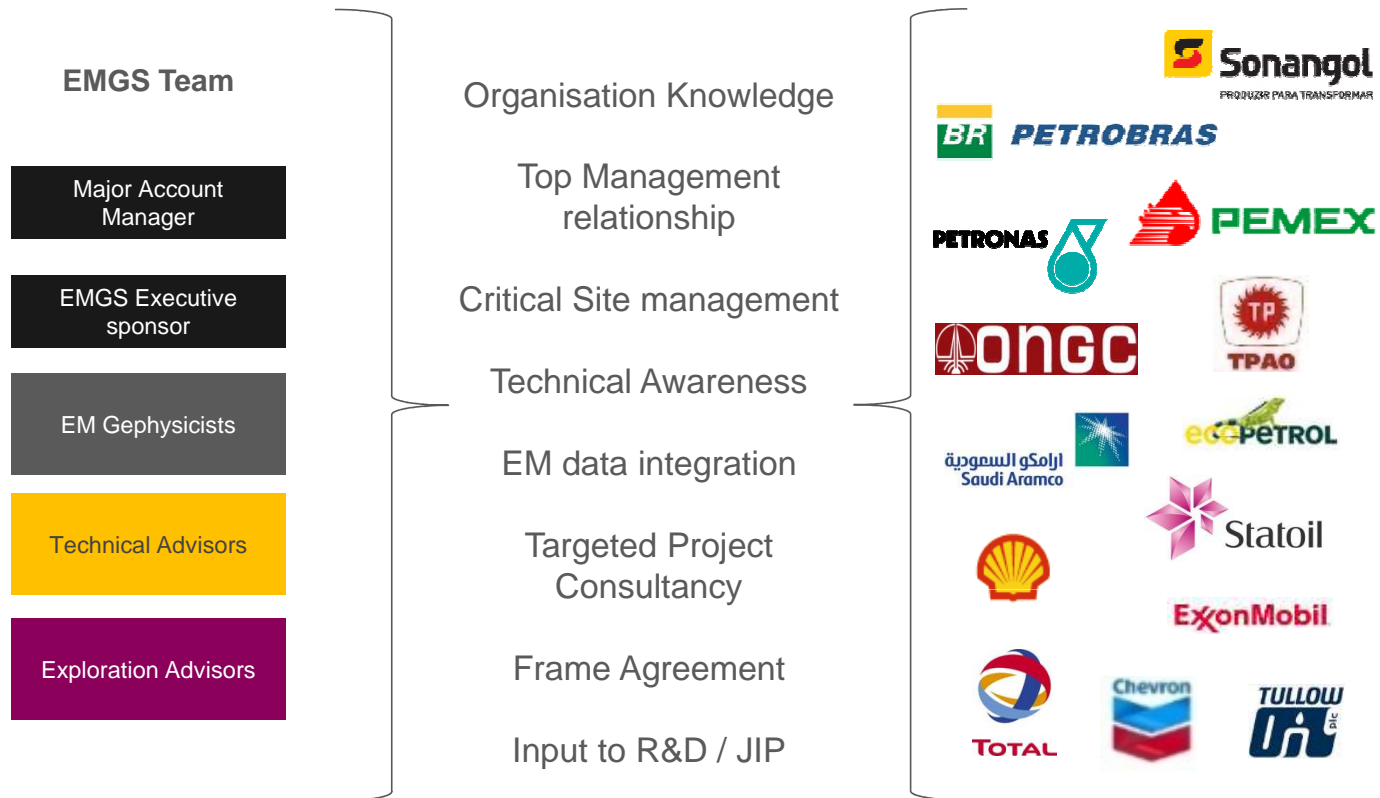 EMGS Team
Major Account
Manager
EMGS Executive
sponsor
EM Gephysicists
Technical Advisors
Exploration Advisors
Organisation Knowledge
Top Management
relationship
Critical Site management
Technical Awareness
EM data integration
Targeted Project
Consultancy
Frame Agreement
Input to R&D / JIP
Sonangol
PRODUZIR PARA TRANSFORMAR
BR PETROBRAS
PETRONAS
PEMEX
ONGC
TP
TPAO
ecoPETROL
ارامكو السعودية
Saudi Aramco
Statoil
ExxonMobil
TOTAL
Chevron
TULLOW
Oil
plc